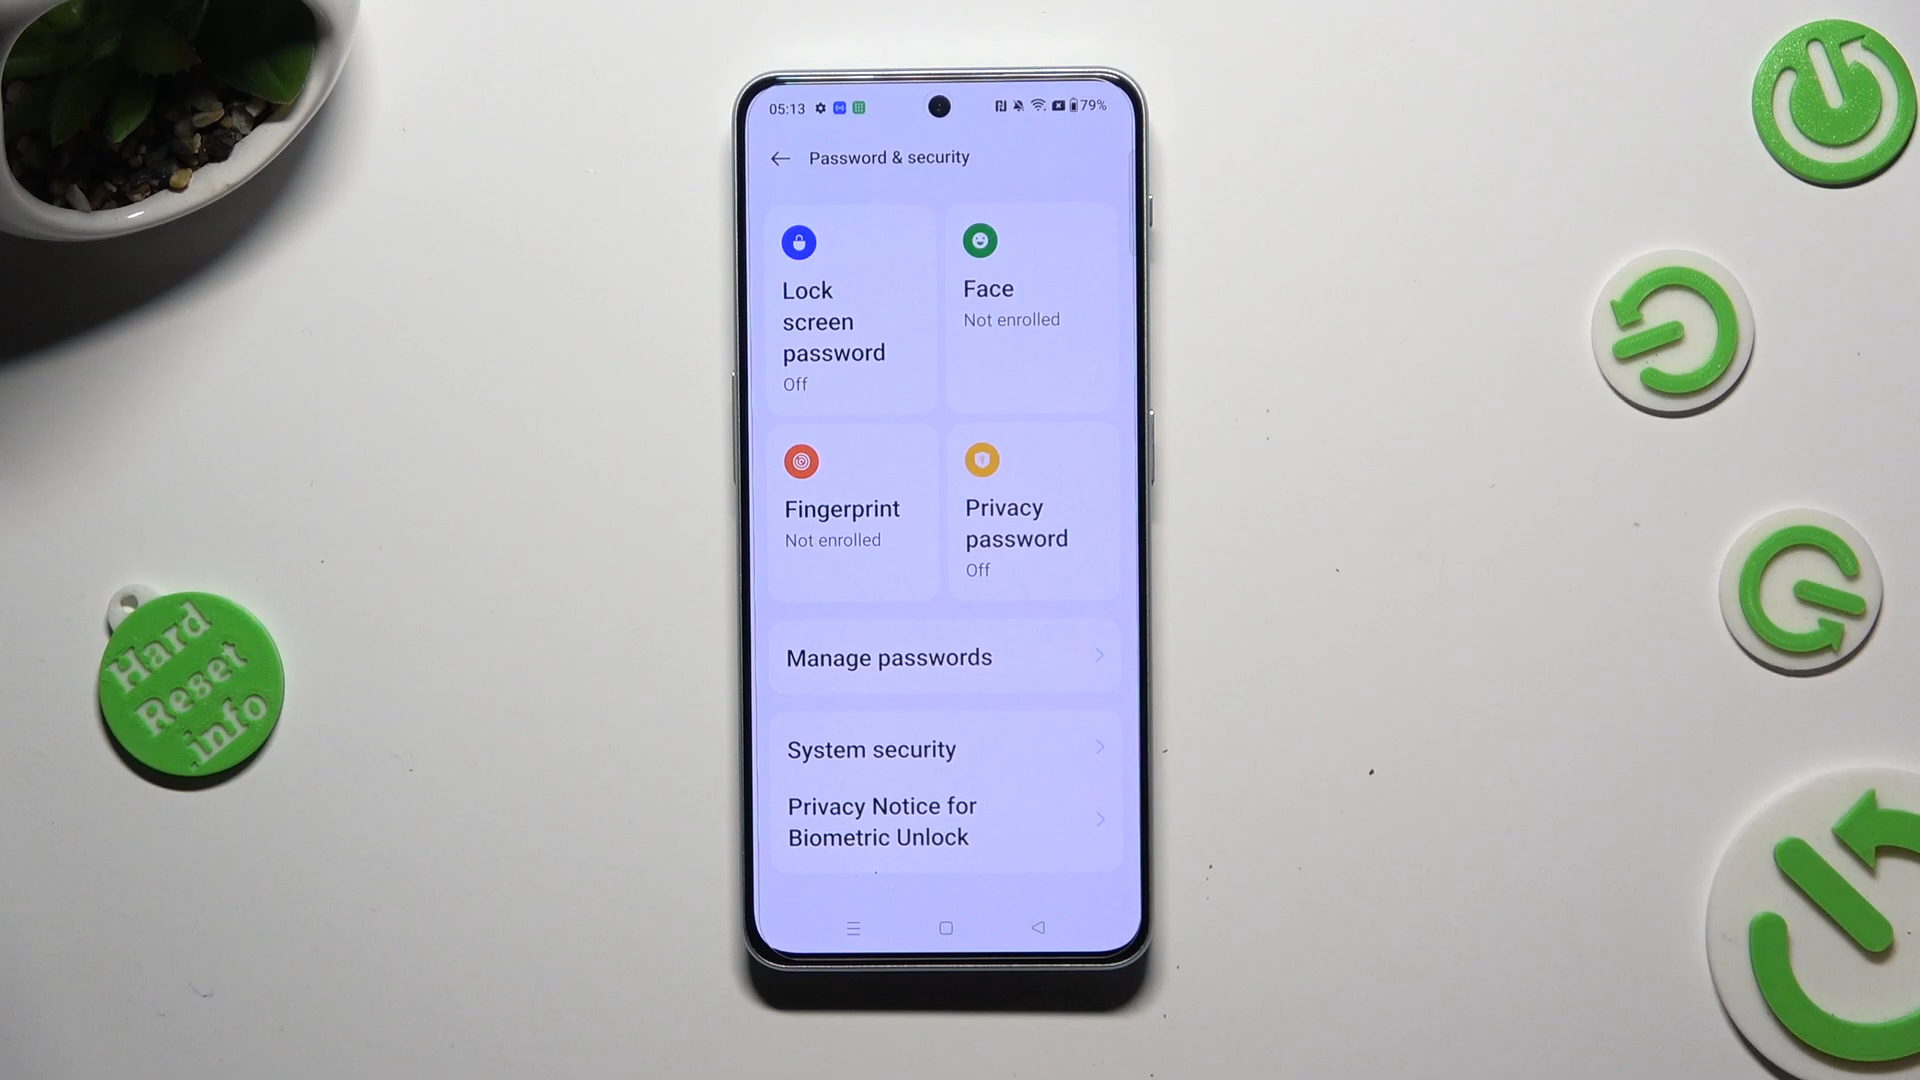 05:13
79%
Password & security
Lock
screen
password
Off
Face
Not enrolled
Fingerprint
Not enrolled
Privacy
password
Off
Manage passwords
System security
Privacy Notice for
Biometric Unlock
Hard
Reset
.info